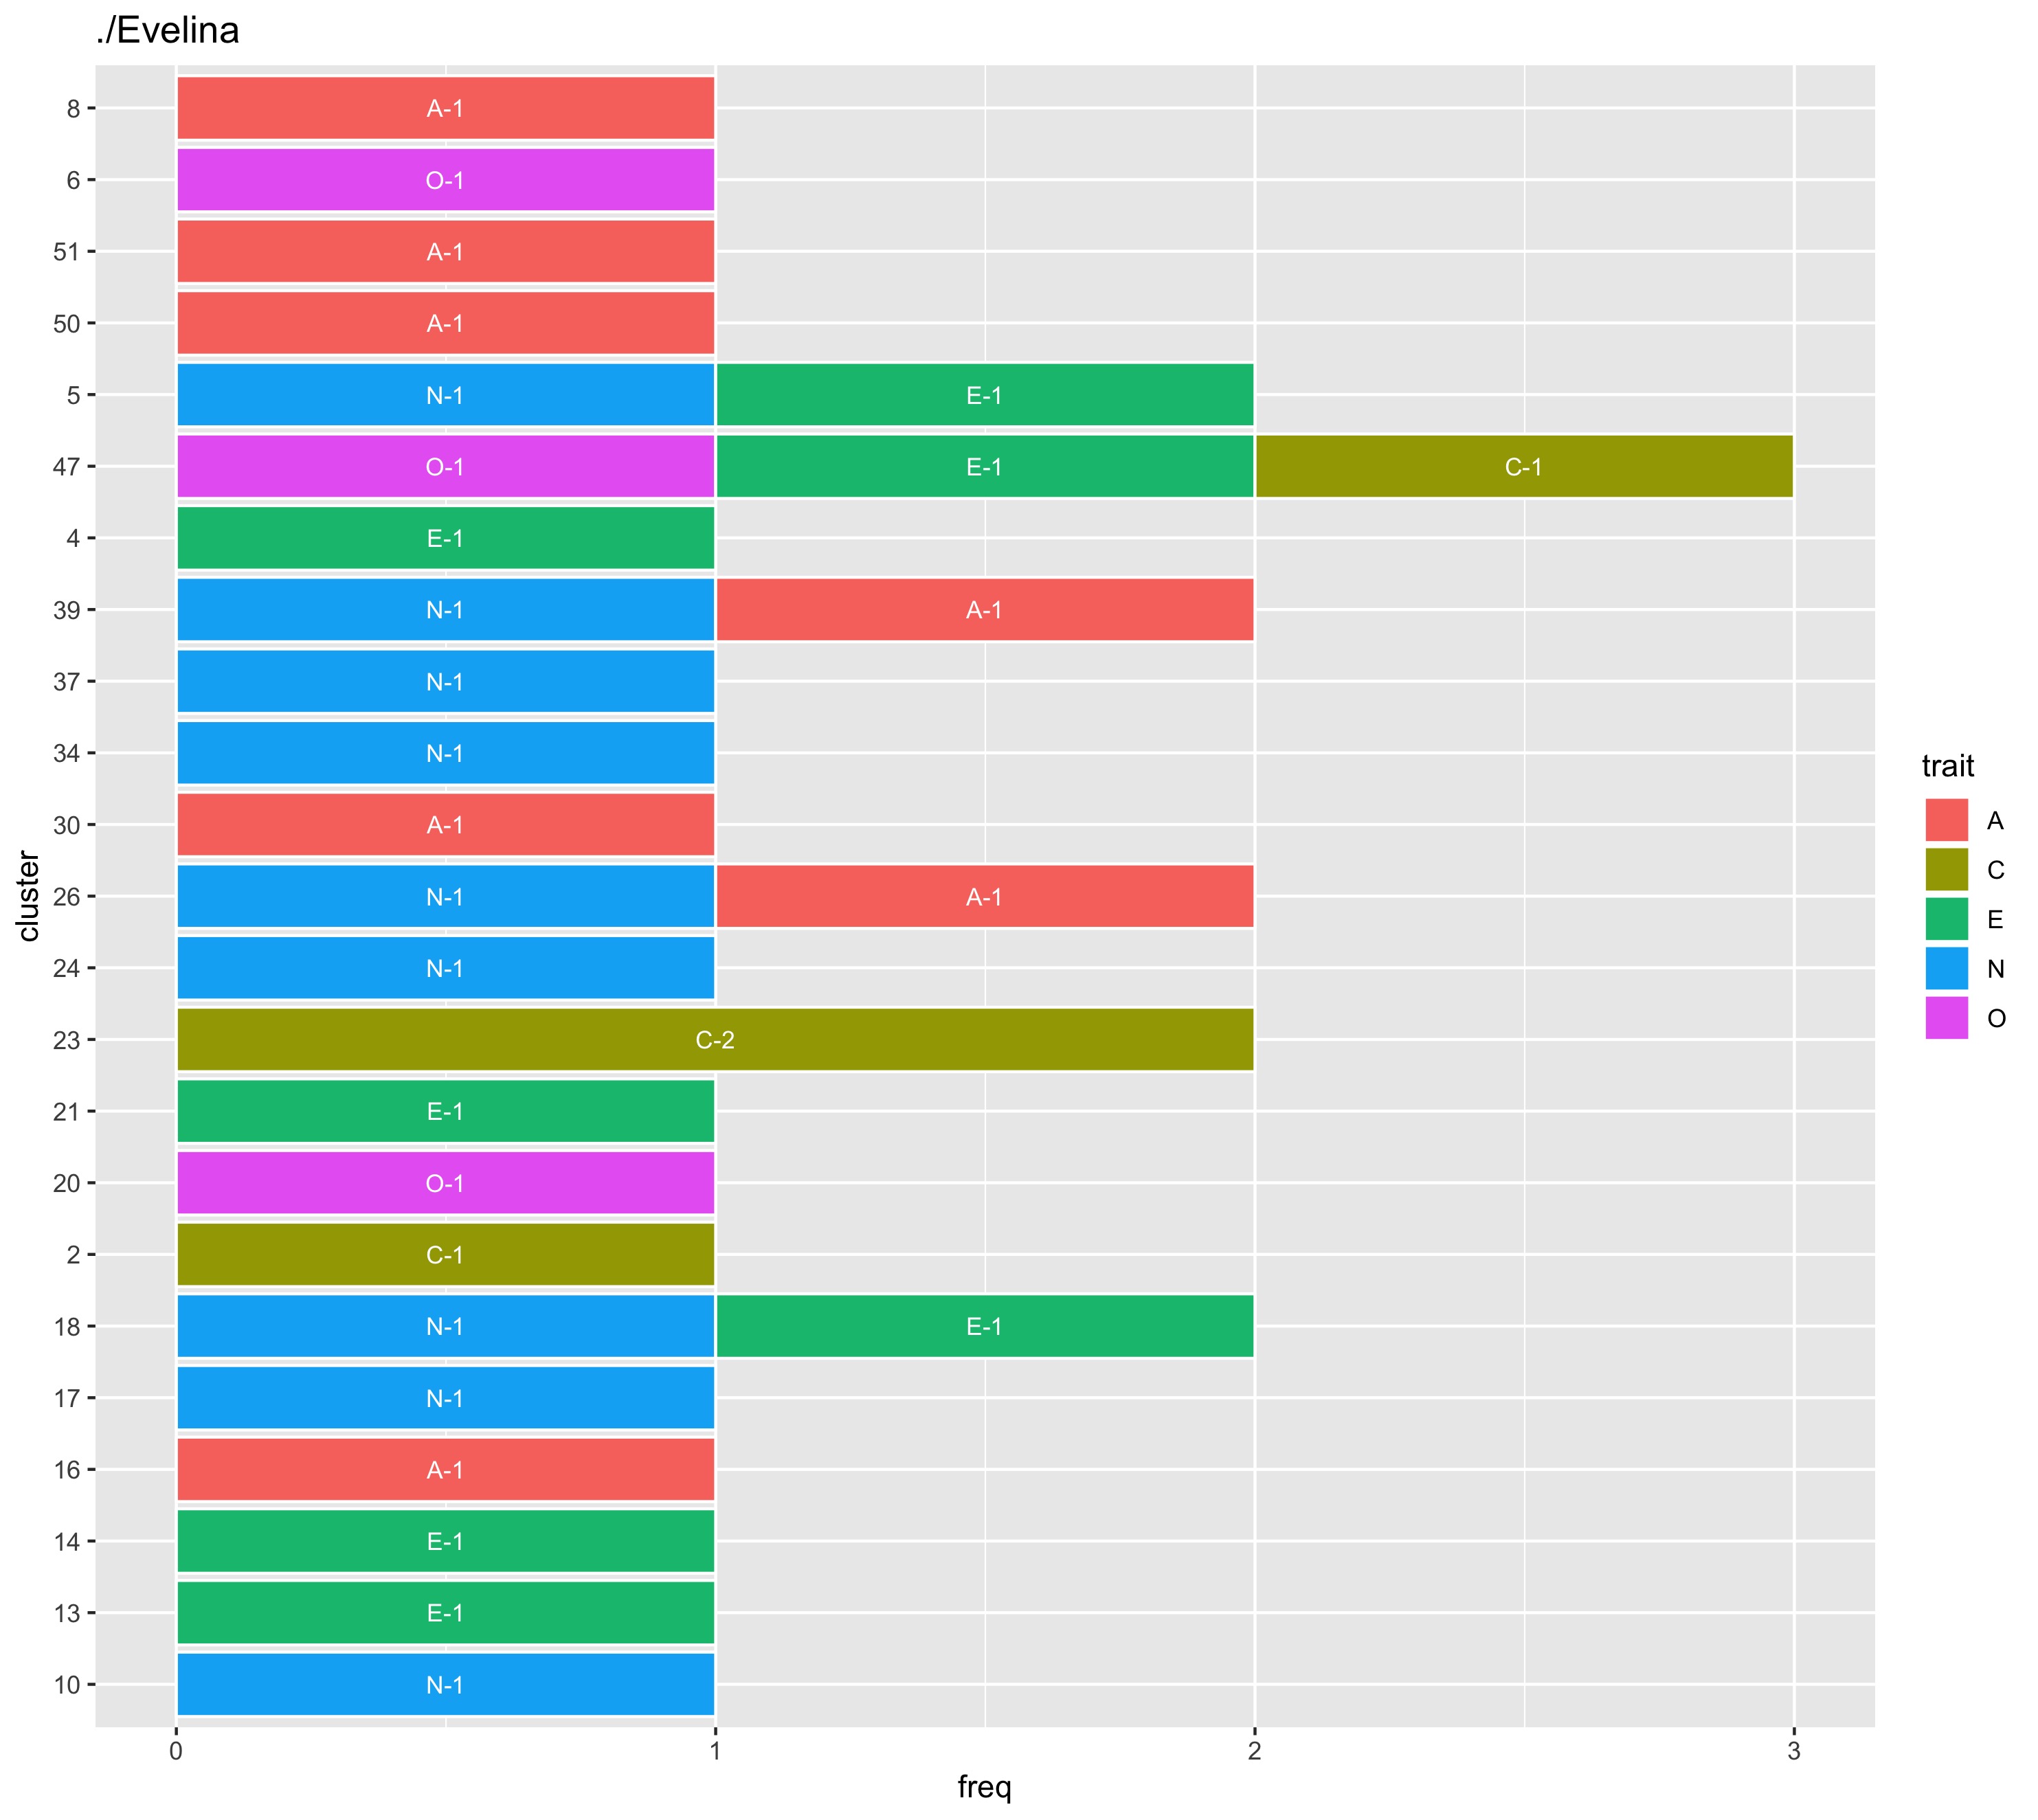 ./Evelina
8 A-1
6 O-1
51 A-1
50 A-1
5 N-1 E-1
47 O-1 E-1 C-1
4 E-1
39 N-1 A-1
37 N-1
34 N-1
30 A-1
26 N-1 A-1
24 N-1
23 C-2
21 E-1
20 O-1
2 C-1
18 N-1 E-1
17 N-1
16 A-1
14 E-1
13 E-1
10 N-1
0 1 2 3
freq
cluster
trait
A
C
E
N
O